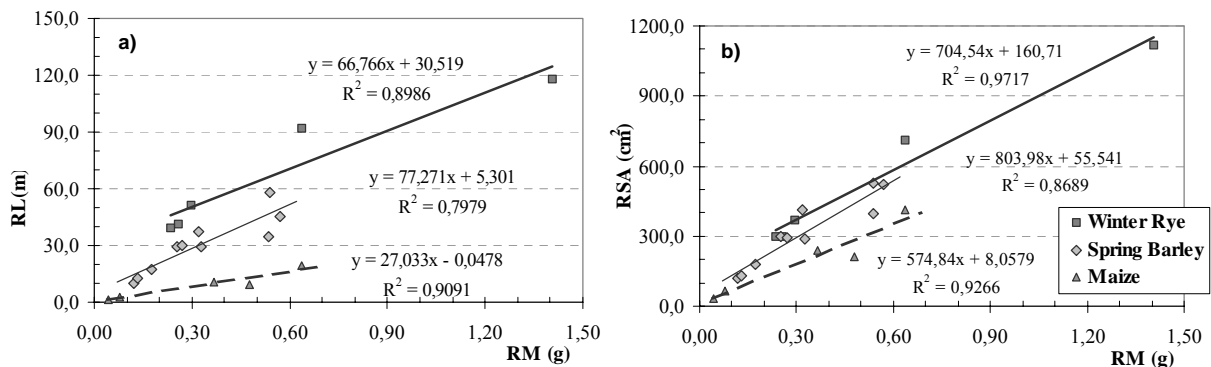 a)
RL(m)
150,0
120,0
90,0
60,0
30,0
0,0
y = 66,766x + 30,519
R² = 0,8986
y = 77,271x + 5,301
R² = 0,7979
y = 27,033x - 0,0478
R² = 0,9091
0,00 0,30 0,60 0,90 1,20 1,50
RM (g)
b)
RSA (cm²)
1200,0
900,0
600,0
300,0
0,0
y = 704,54x + 160,71
R² = 0,9717
y = 803,98x + 55,541
R² = 0,8689
y = 574,84x + 8,0579
R² = 0,9266
Winter Rye
Spring Barley
Maize
0,00 0,30 0,60 0,90 1,20 1,50
RM (g)